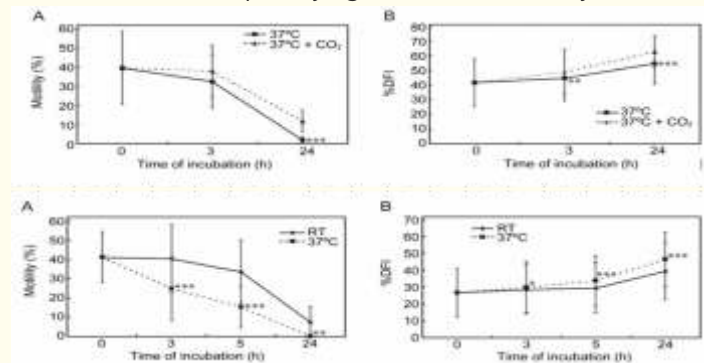 A
B
Motility (%)
60
50
40
30
20
10
0
37ºC
37ºC + CO₂
0
3
24
Time of incubation (h)
%DFI
80
70
60
50
40
30
20
10
0
***
**
***
37ºC
37ºC + CO₂
0
3
24
Time of incubation (h)
A
B
Motility (%)
60
50
40
30
20
10
0
RT
37ºC
***
***
**
0
3
5
24
Time of incubation (h)
%DFI
70
60
50
40
30
20
10
0
RT
37ºC
*
***
***
0
3
5
24
Time of incubation (h)